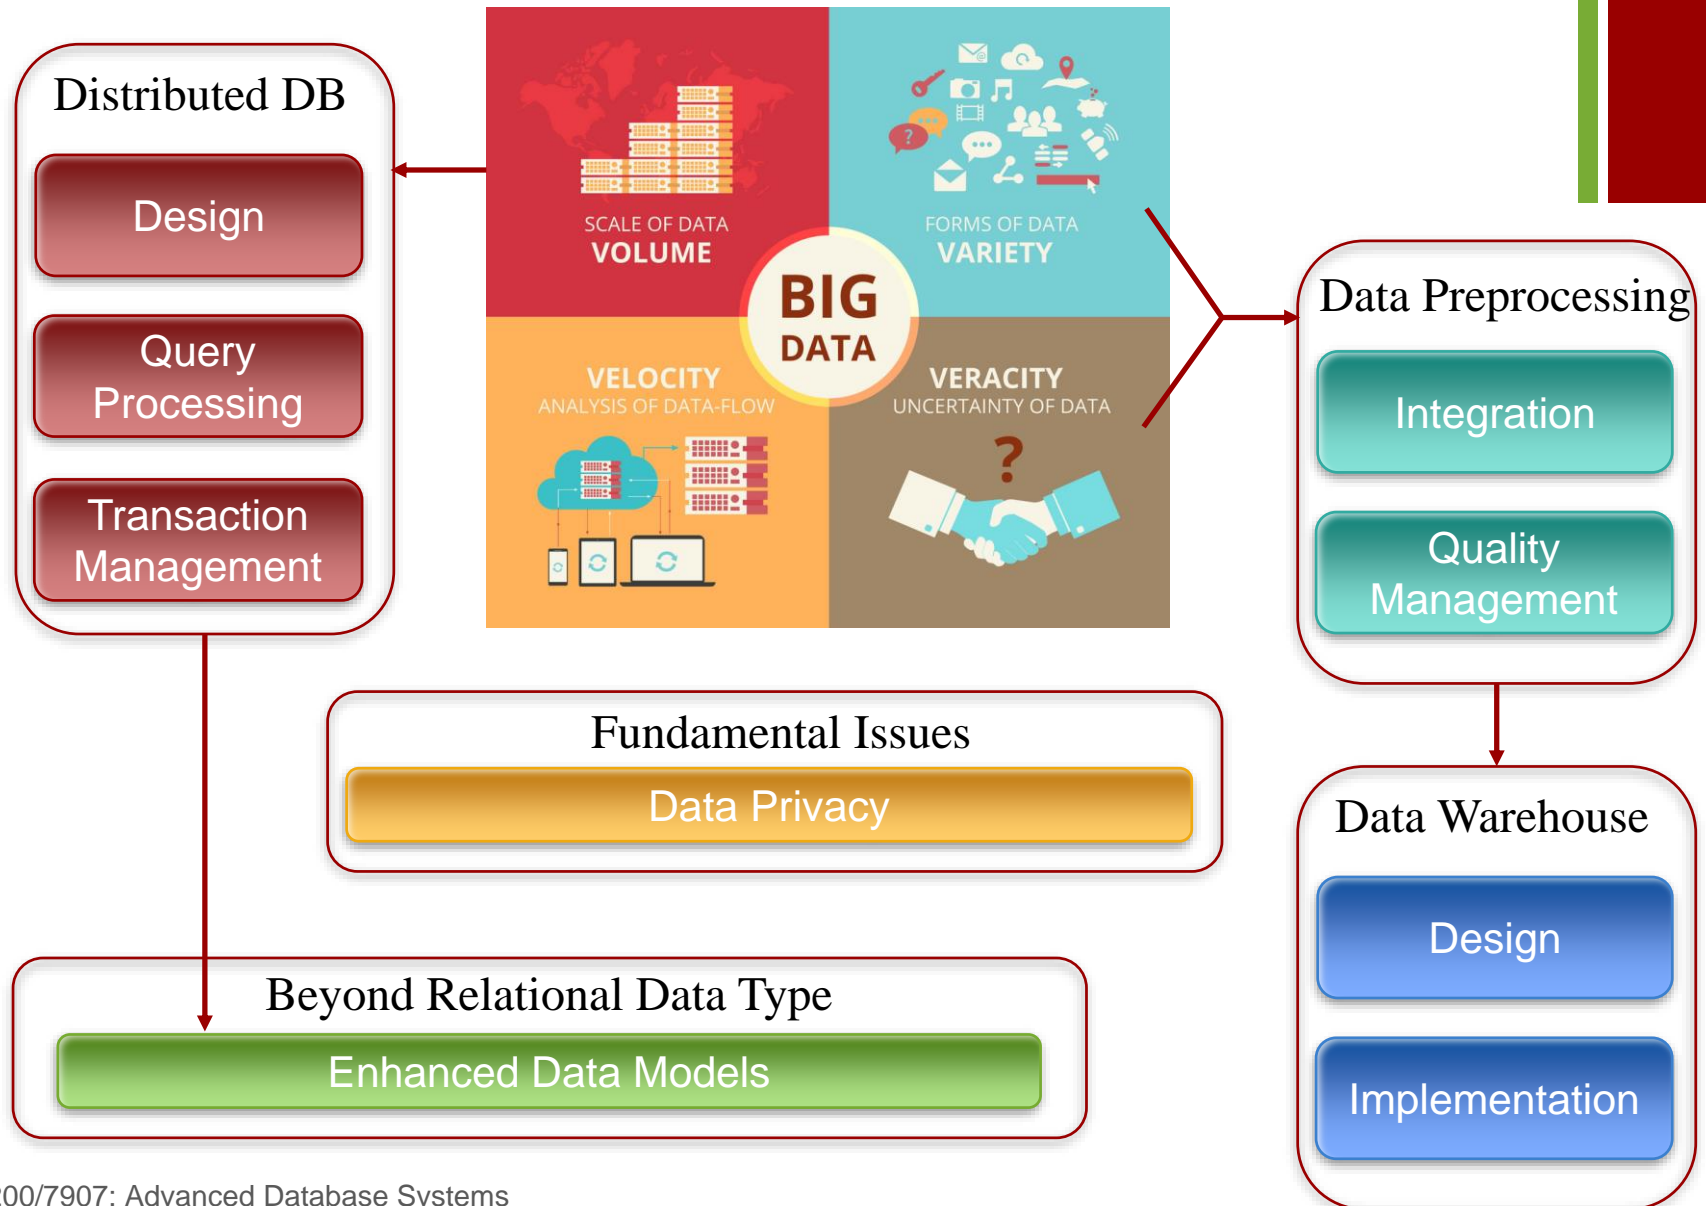 Distributed DB
Design
Query
Processing
Transaction
Management
SCALE OF DATA
VOLUME
FORMS OF DATA
VARIETY
BIG
DATA
VELOCITY
ANALYSIS OF DATA-FLOW
VERACITY
UNCERTAINTY OF DATA
?
?
Data Preprocessing
Integration
Quality
Management
Fundamental Issues
Data Privacy
Data Warehouse
Design
Implementation
Beyond Relational Data Type
Enhanced Data Models
00/7907: Advanced Database Systems